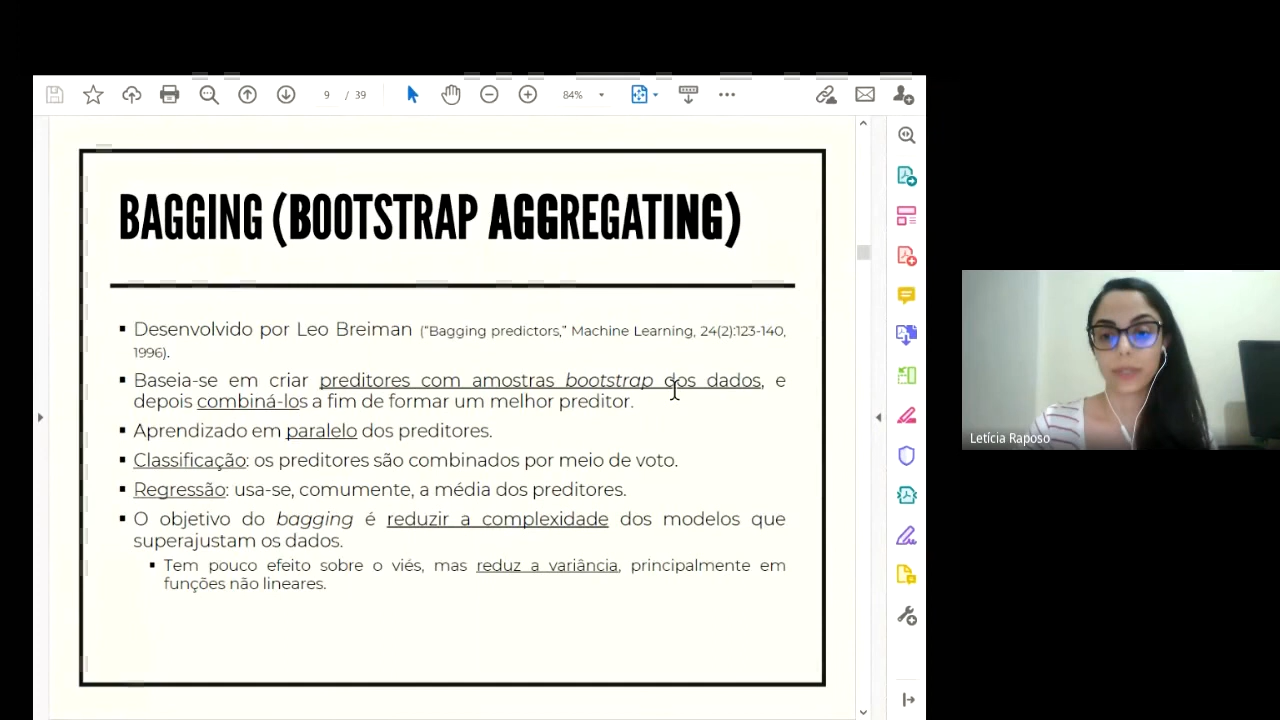 9 / 39
84%
BAGGING (BOOTSTRAP AGGREGATING)
▪ Desenvolvido por Leo Breiman (“Bagging predictors,” Machine Learning, 24(2):123-140,
1996).
▪ Baseia-se em criar preditores com amostras bootstrap dos dados, e
depois combiná-los a fim de formar um melhor preditor.
▪ Aprendizado em paralelo dos preditores.
▪ Classificação: os preditores são combinados por meio de voto.
▪ Regressão: usa-se, comumente, a média dos preditores.
▪ O objetivo do bagging é reduzir a complexidade dos modelos que
superajustam os dados.
▪ Tem pouco efeito sobre o viés, mas reduz a variância, principalmente em
funções não lineares.
Letícia Raposo